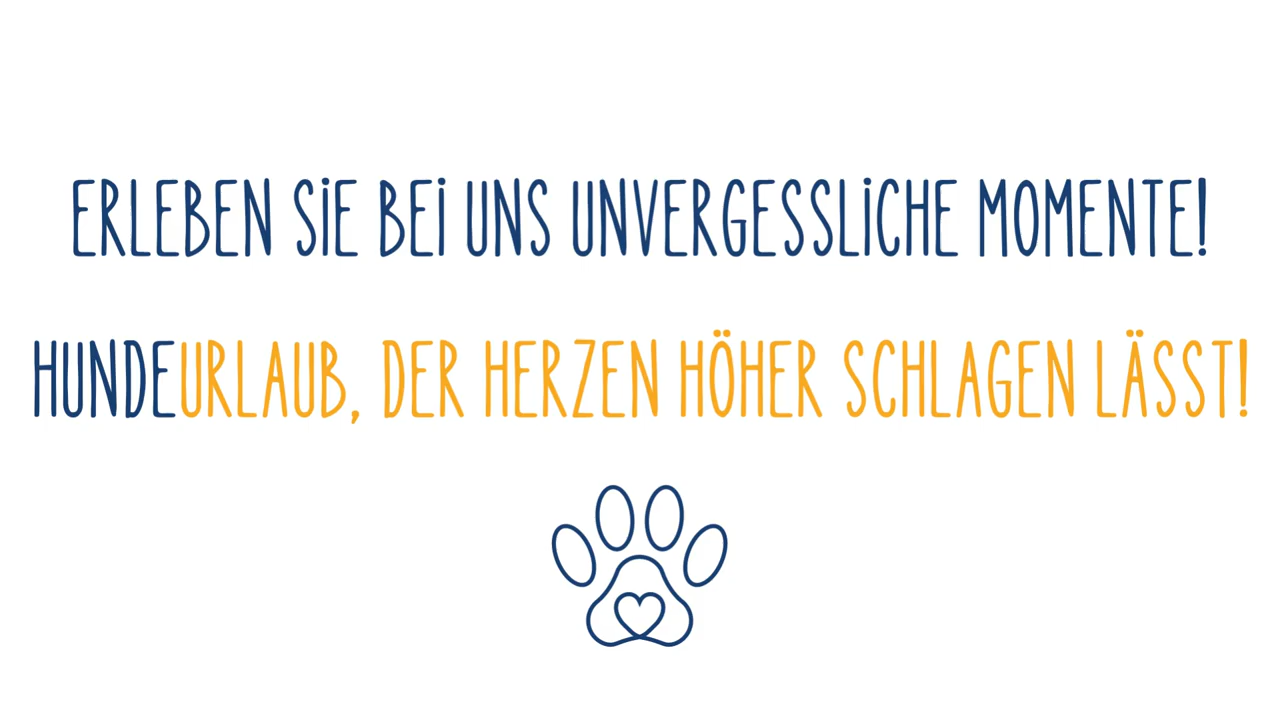 ERLEBEN SiE BEi UNS UNVERGESSLiCHE MOMENTE!
HUNDEURLAUB, DER HERZEN HÖHER SCHLAGEN LÄSST!